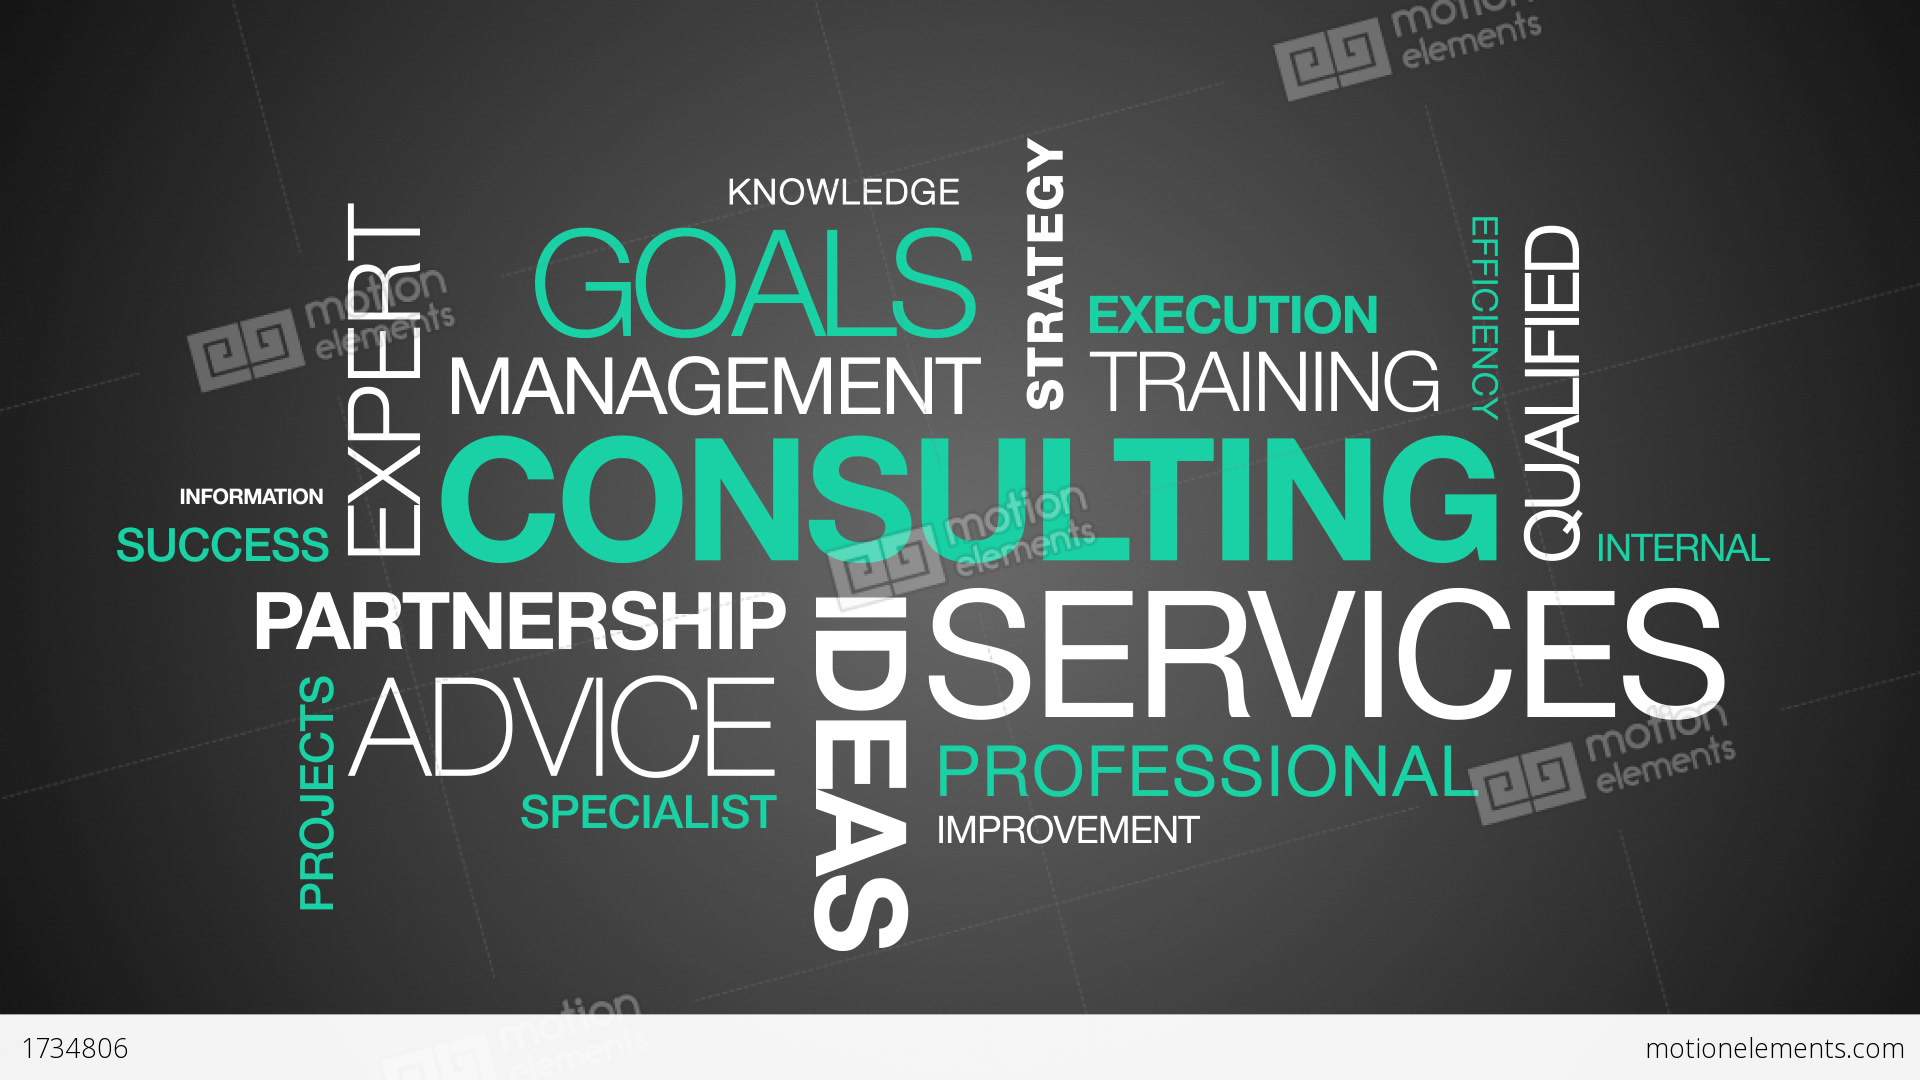 motion
elements
KNOWLEDGE
STRATEGY
EXPERT
GOALS
EFFICIENCY
QUALIFIED
EXECUTION
motion
elements
MANAGEMENT
TRAINING
INFORMATION
CONSULTING
SUCCESS
motion
elements
INTERNAL
PARTNERSHIP
IDEAS
SERVICES
PROJECTS
ADVICE
motion
elements
PROFESSIONAL
SPECIALIST
IMPROVEMENT
motion
elements
1734806
motionelements.com